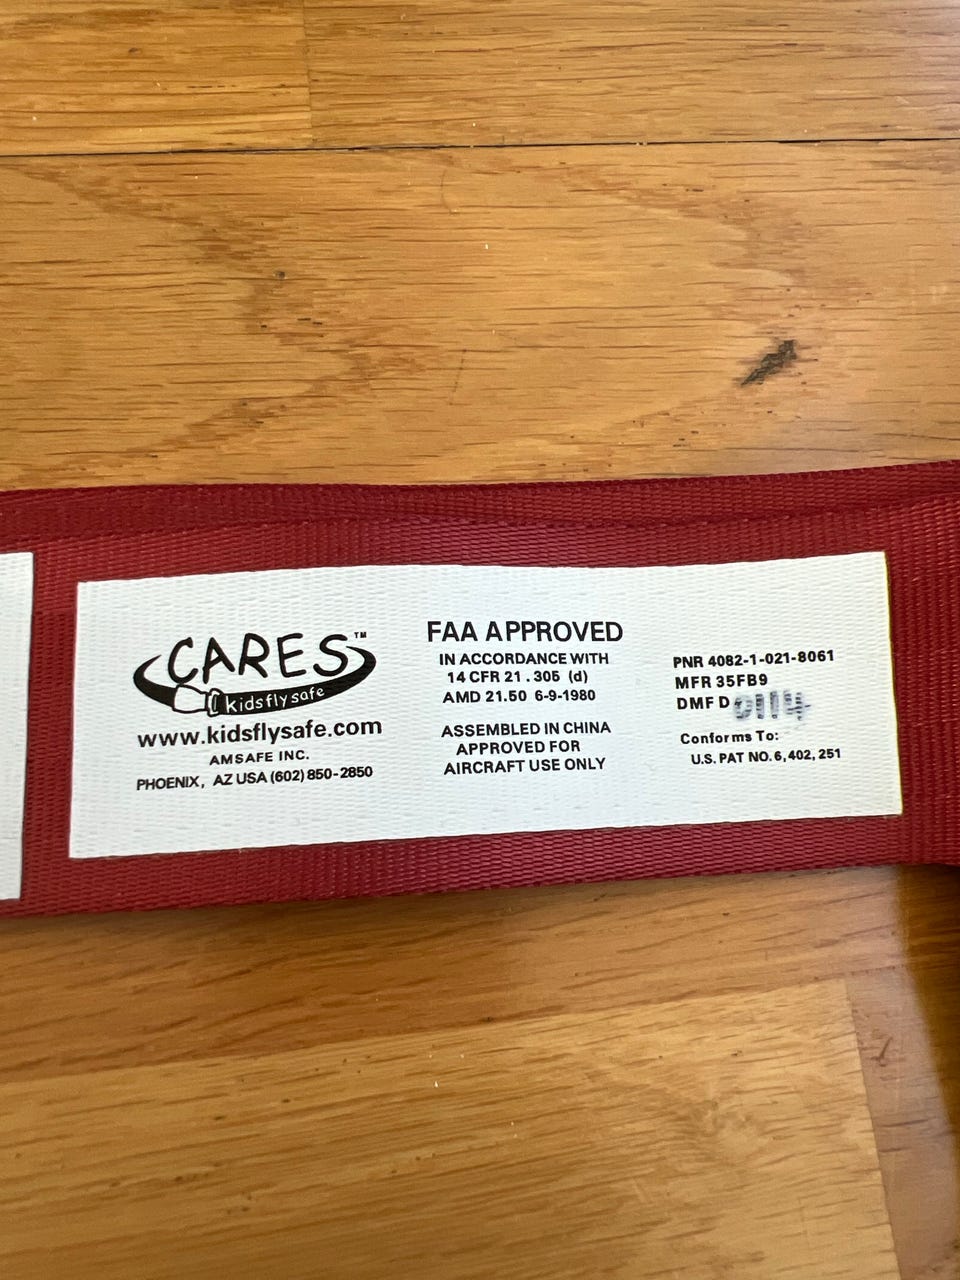 CARES™
kidsflysafe
www.kidsflysafe.com
AMSAFE INC.
PHOENIX, AZ USA (602) 850-2850
FAA APPROVED
IN ACCORDANCE WITH
14 CFR 21.305 (d)
AMD 21.50 6-9-1980
ASSEMBLED IN CHINA
APPROVED FOR
AIRCRAFT USE ONLY
PNR 4082-1-021-8061
MFR 35FB9
DMF D 0114
Conforms To:
U.S. PAT NO. 6,402,251